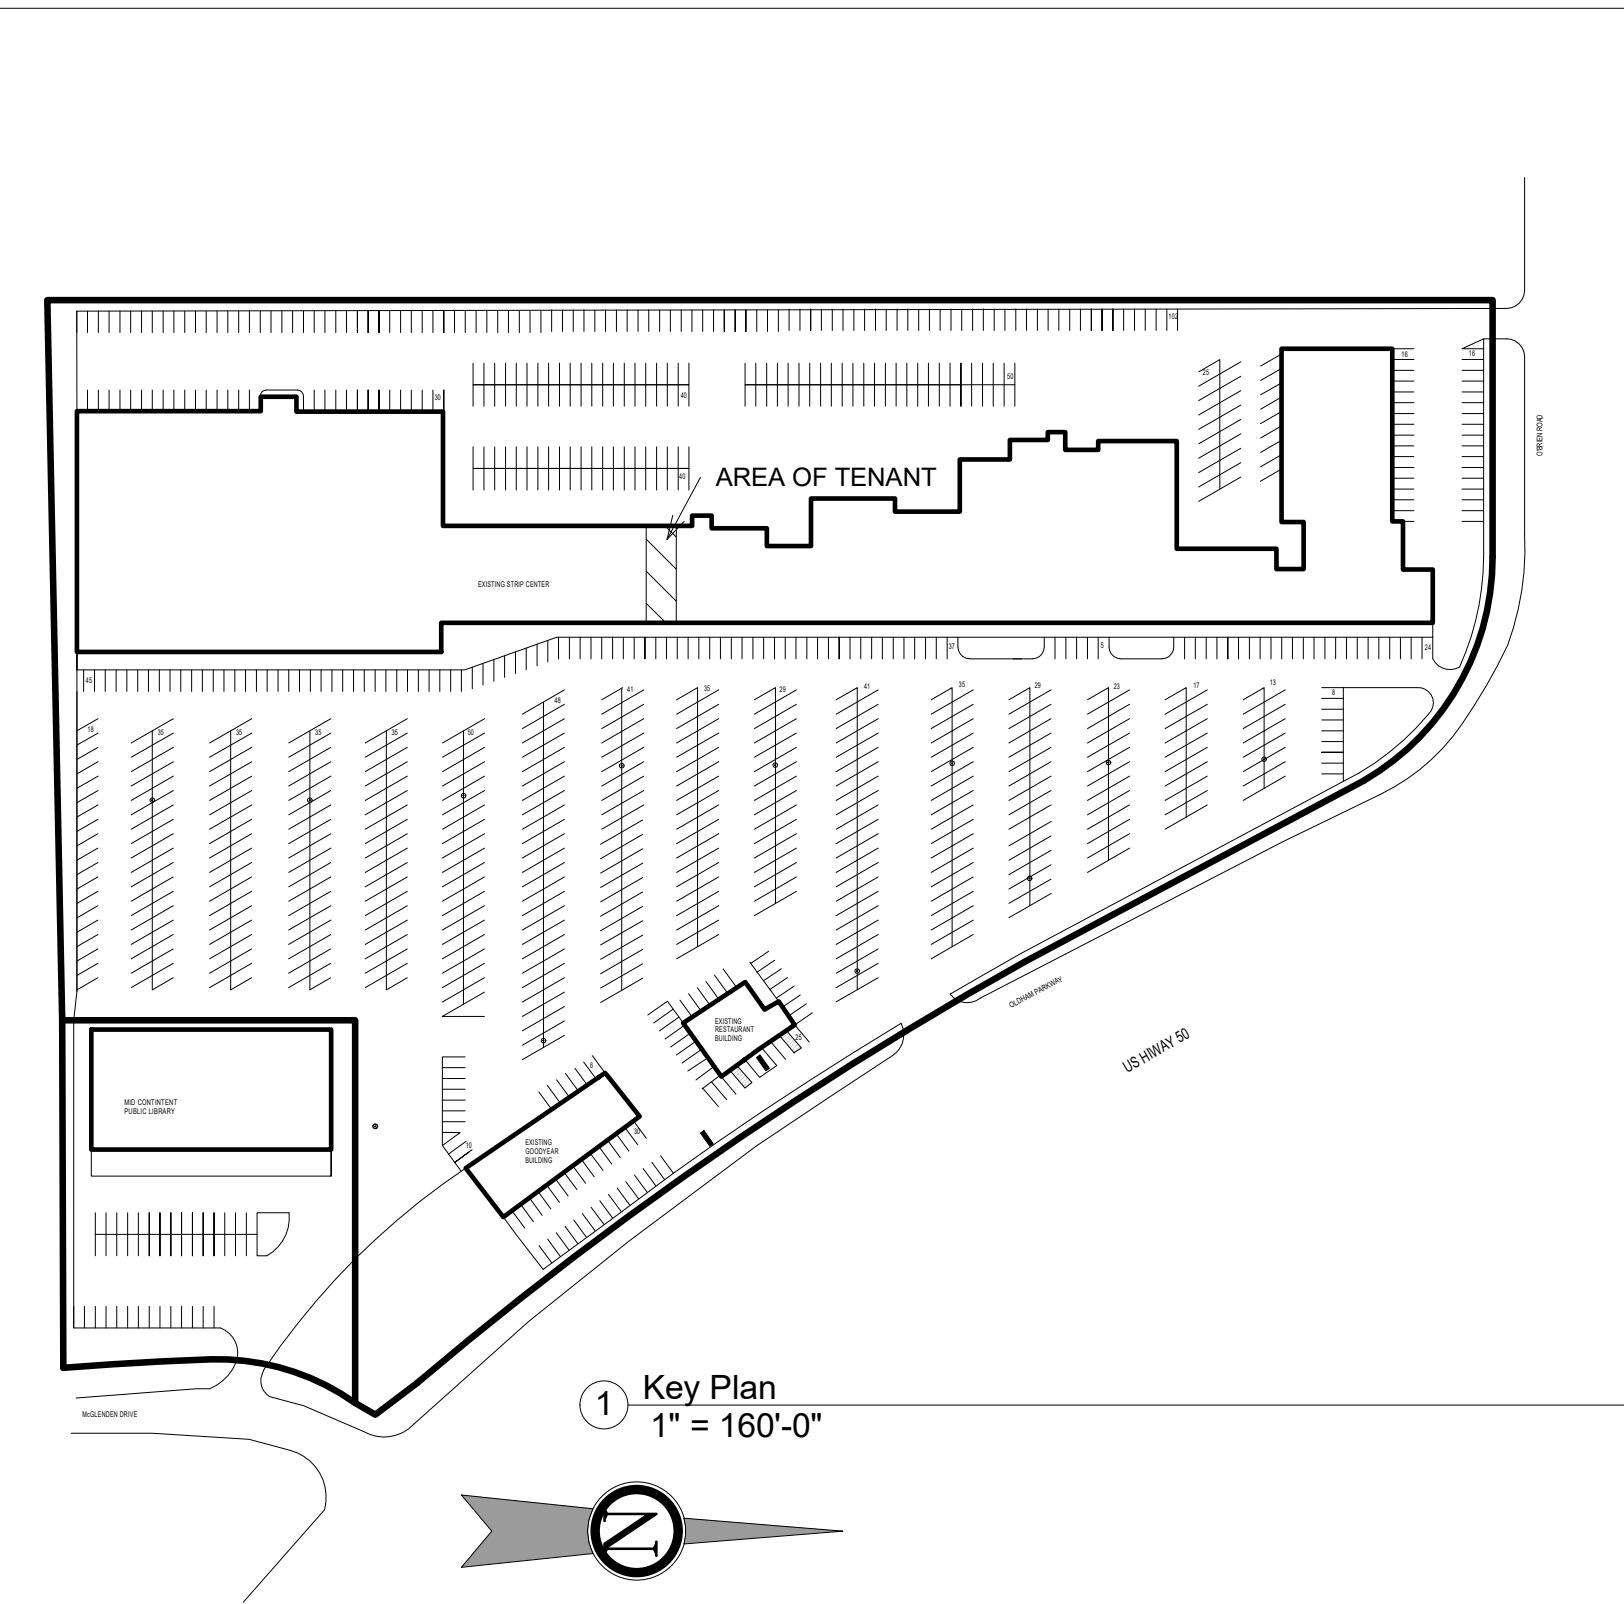 102
16
16
50
25
40
30
O'BRIEN ROAD
40
AREA OF TENANT
EXISTING STRIP CENTER
37
5
24
45
41
35
29
41
35
29
23
17
13
8
48
18
35
35
35
35
50
OLDHAM PARKWAY
EXISTING
RESTAURANT
BUILDING
25
US HIWAY 50
6
MID CONTINTENT
PUBLIC LIBRARY
30
10
EXISTING
GOODYEAR
BUILDING
1
Key Plan
1" = 160'-0"
McGLENDEN DRIVE
N